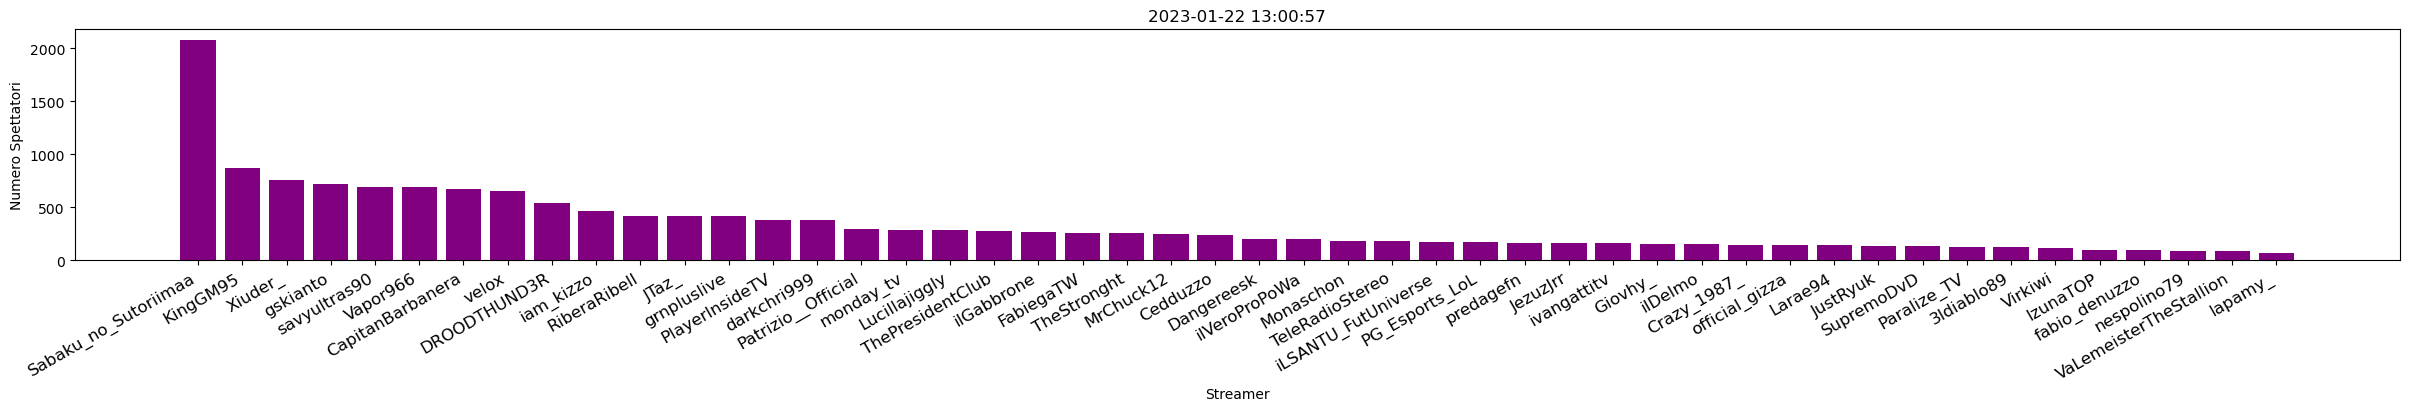 2023-01-22 13:00:57
Numero Spettatori
2000
1500
1000
500
0
Sabaku_no_Sutoriimaa
KingGM95
Xiuder_
gskianto
savyultras90
Vapor966
CapitanBarbanera
velox
DROODTHUND3R
iam_kizzo
RiberaRibell
JTaz_
grnpluslive
PlayerInsideTV
darkchri999
Patrizio__Official
monday_tv
Lucillajiggly
ThePresidentClub
ilGabbrone
FabiegaTW
TheStronght
MrChuck12
Cedduzzo
Dangereesk
ilVeroPoPoWa
Monaschon
TeleRadioStereo
iLSANTU_FutUniverse
PG_Esports_LoL
predagefn
JezuzJrr
ivangattitv
Giovhy_
ilDelmo
Crazy_1987_
official_gizza
Larae94
JustRyuk
SupremoDvD
Paralize_TV
3ldiablo89
Virkiwi
IzunaTOP
fabio_denuzzo
nespolino79
VaLemeisterTheStallion
lapamy_
Streamer